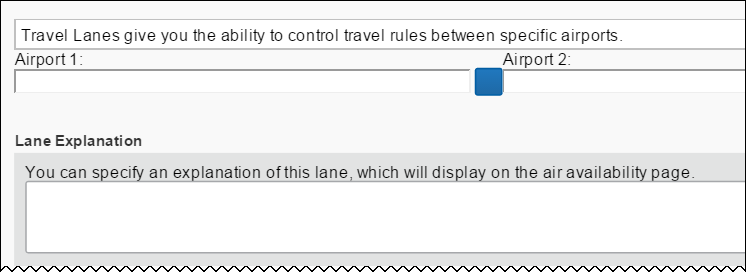 Travel Lanes give you the ability to control travel rules between specific airports.
Airport 1: Airport 2:
Lane Explanation
You can specify an explanation of this lane, which will display on the air availability page.